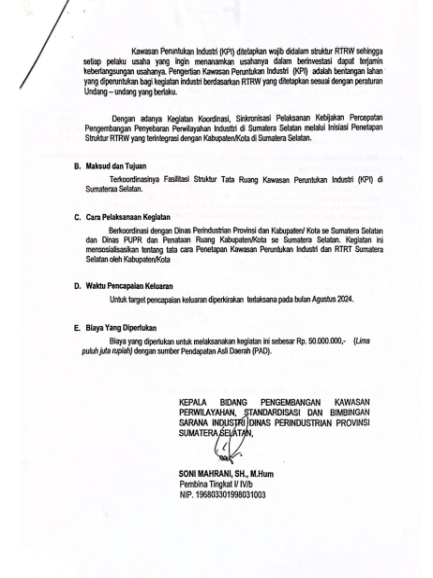 Kawasan Peruntukan Industri (KPI) ditetapkan wajib didalam struktur RTRW sehingga
setiap pelaku usaha yang ingin menanamkan usahanya dalam berinvestasi dapat terjamin
keberlangsungan usahanya. Pengertian Kawasan Peruntukan Industri (KPI) adalah bentangan lahan
yang diperuntukan bagi kegiatan industri berdasarkan RTRW yang ditetapkan sesuai dengan peraturan
Undang – undang yang berlaku.
Dengan adanya Kegiatan Koordinasi, Sinkronisasi Pelaksanan Kebijakan Percepatan
Pengembangan Penyebaran Perwilayahan Industri di Sumatera Selatan melalui Inisiasi Penetapan
Struktur RTRW yang terintegrasi dengan Kabupaten/Kota di Sumatera Selatan.
B. Maksud dan Tujuan
Terkoordinasinya Fasilitasi Struktur Tata Ruang Kawasan Peruntukan Industri (KPI) di
Sumateraa Selatan.
C. Cara Pelaksanaan Kegiatan
Berkoordinasi dengan Dinas Perindustrian Provinsi dan Kabupaten/ Kota se Sumatera Selatan
dan Dinas PUPR dan Penataan Ruang Kabupaten/Kota se Sumatera Selatan. Kegiatan ini
mensosialisasikan tentang tata cara Penetapan Kawasan Peruntukan Industri dan RTRT Sumatera
Selatan oleh Kabupaten/Kota
D. Waktu Pencapaian Keluaran
Untuk target pencapaian keluaran diperkirakan terlaksana pada bulan Agustus 2024.
E. Biaya Yang Diperlukan
Biaya yang diperlukan untuk melaksanakan kegiatan ini sebesar Rp. 50.000.000,- (Lima
puluh juta rupiah) dengan sumber Pendapatan Asli Daerah (PAD).
KEPALA BIDANG PENGEMBANGAN KAWASAN
PERWILAYAHAN, STANDARDISASI DAN BIMBINGAN
SARANA INDUSTRI DINAS PERINDUSTRIAN PROVINSI
SUMATERA SELATAN,
SONI MAHRANI, SH., M.Hum
Pembina Tingkat I/ IV/b
NIP. 196803301998031003